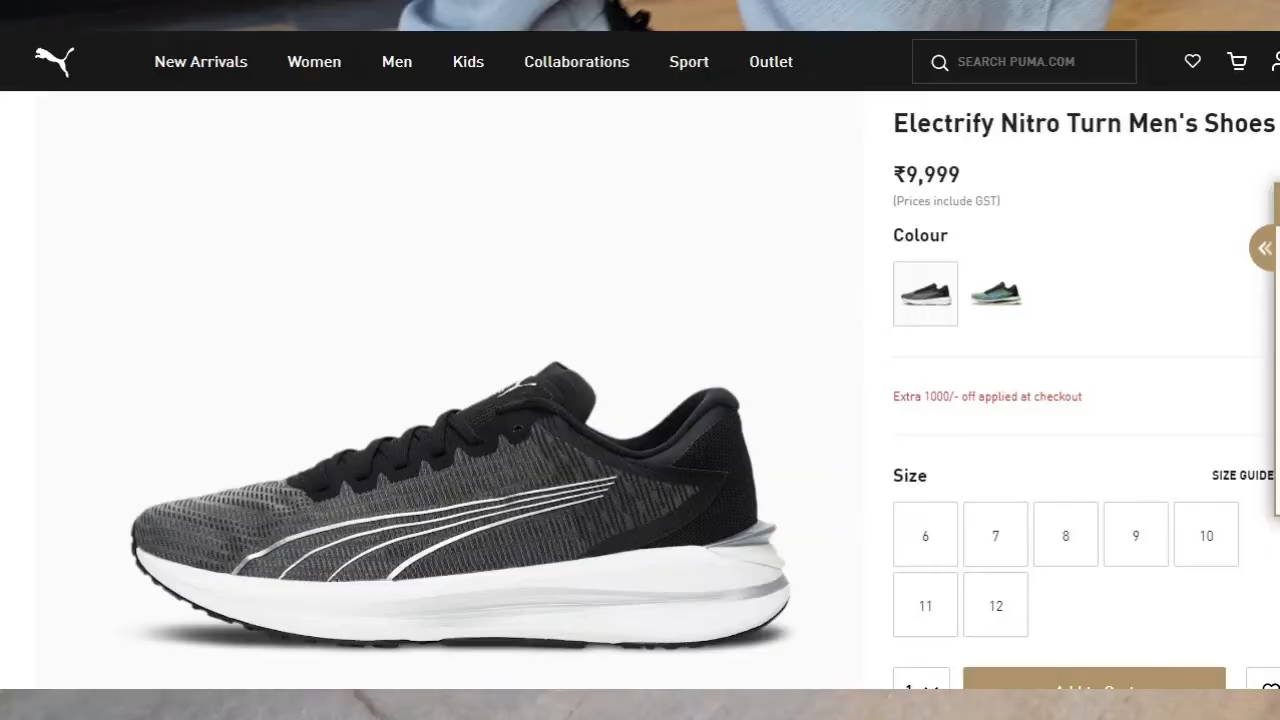 New Arrivals Women Men Kids Collaborations Sport Outlet SEARCH PUMA.COM
Electrify Nitro Turn Men's Shoes
₹9,999
(Prices include GST)
Colour
Extra 1000/- off applied at checkout
Size SIZE GUIDE
6 7 8 9 10
11 12
1